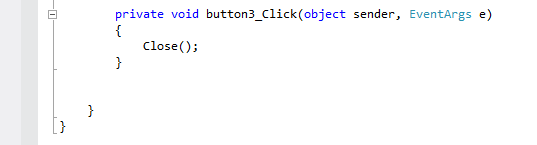 private void button3_Click(object sender, EventArgs e)
{
Close();
}
}
}